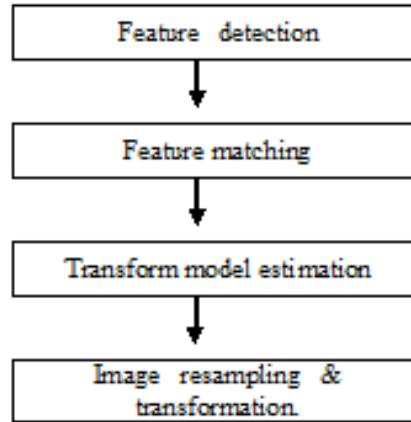 Feature detection
Feature matching
Transform model estimation
Image resampling &
transformation.